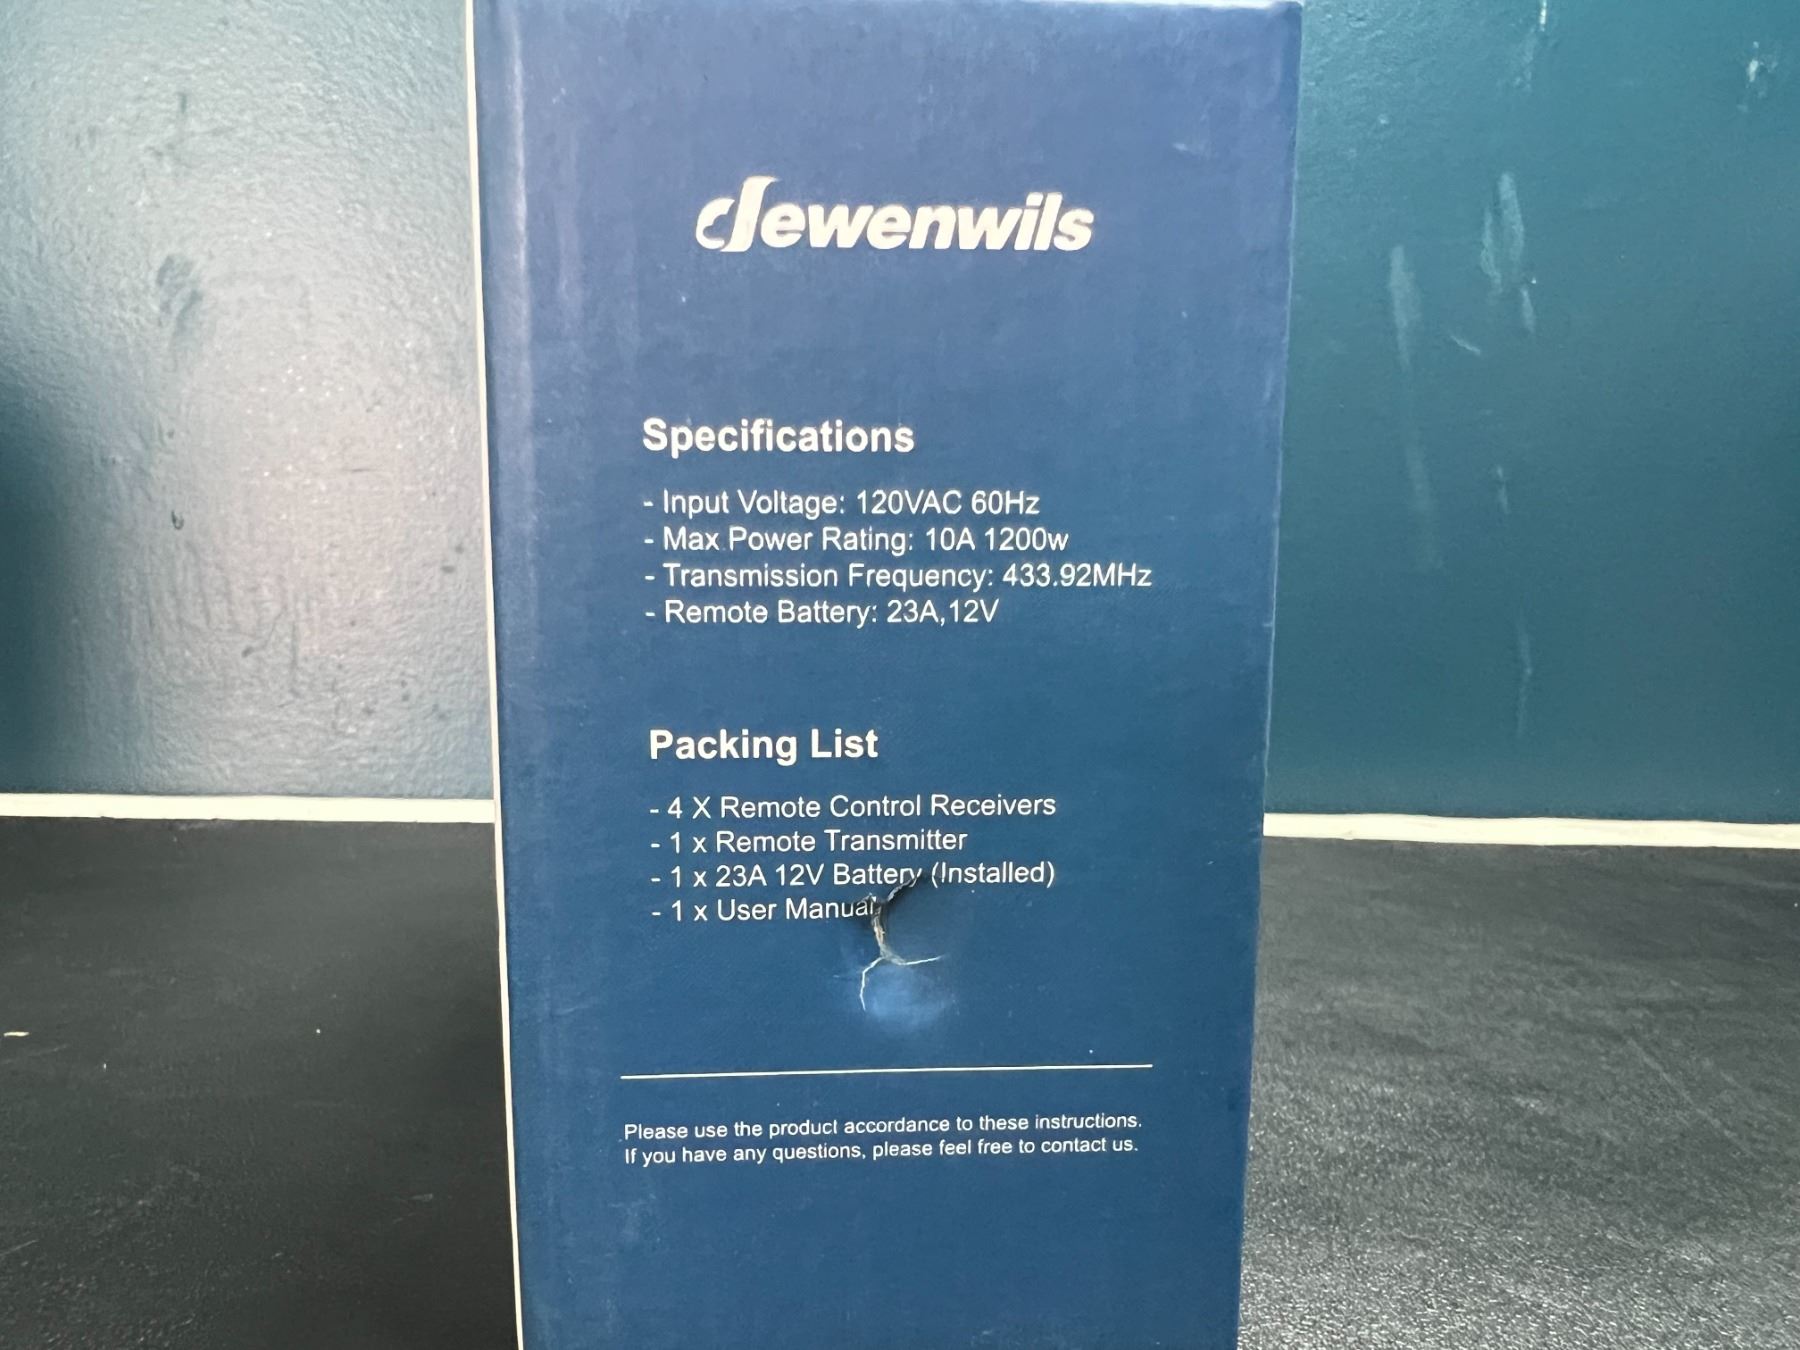 dewenwils
Specifications
- Input Voltage: 120VAC 60Hz
- Max Power Rating: 10A 1200w
- Transmission Frequency: 433.92MHz
- Remote Battery: 23A,12V
Packing List
- 4 X Remote Control Receivers
- 1 x Remote Transmitter
- 1 x 23A 12V Battery (Installed)
- 1 x User Manual
Please use the product accordance to these instructions.
If you have any questions, please feel free to contact us.